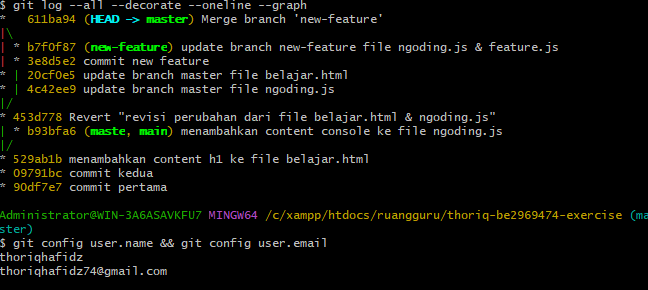 $ git log --all --decorate --oneline --graph
*   611ba94 (HEAD -> master) Merge branch 'new-feature'
|\
| * b7f0f87 (new-feature) update branch new-feature file ngoding.js & feature.js
| * 3e8d5e2 commit new feature
* | 20cf0e5 update branch master file belajar.html
* | 4c42ee9 update branch master file ngoding.js
|/
* 453d778 Revert "revisi perubahan dari file belajar.html & ngoding.js"
| * b93bfa6 (maste, main) menambahkan content console ke file ngoding.js
|/
* 529ab1b menambahkan content h1 ke file belajar.html
* 09791bc commit kedua
* 90df7e7 commit pertama
Administrator@WIN-3A6ASAVKFU7 MINGW64 /c/xampp/htdocs/ruangguru/thoriq-be2969474-exercise (ma
ster)
$ git config user.name && git config user.email
thoriqhafidz
thoriqhafidz74@gmail.com